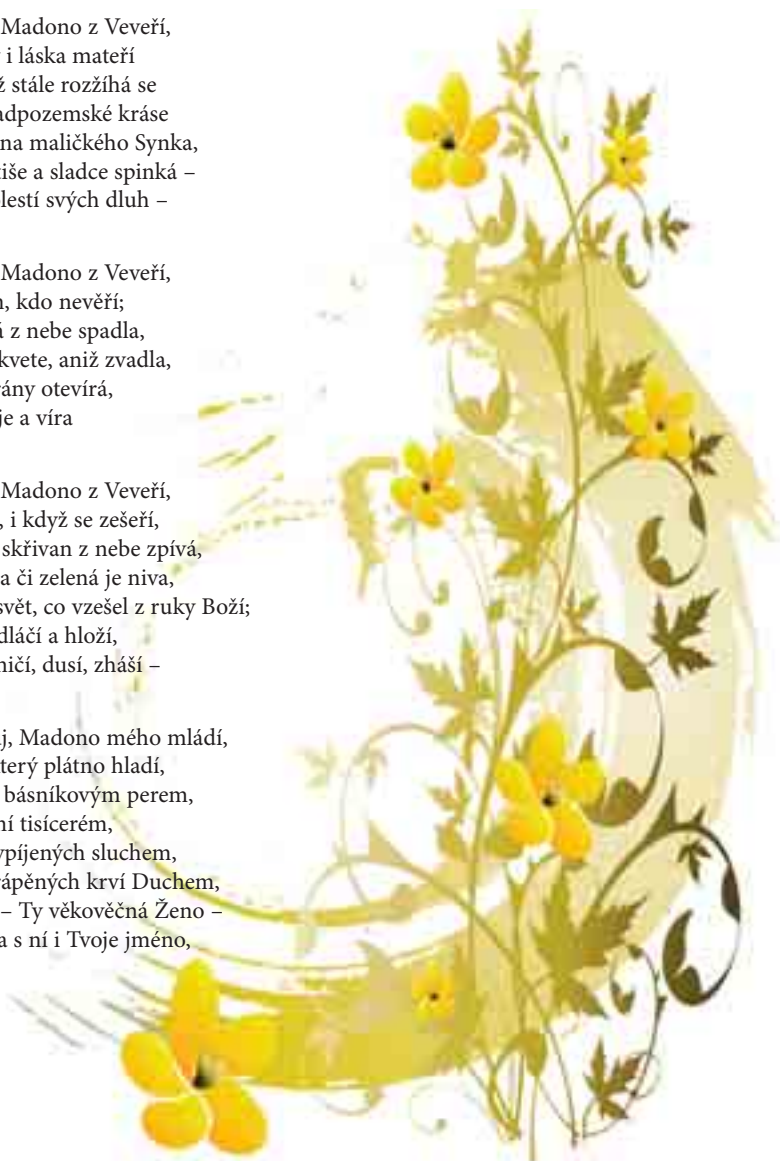 Madono z Veveří,
i láska mateří
ž stále rozžíhá se
adpozemské kráse
na maličkého Synka,
tiše a sladce spinká –
lestí svých dluh –
Madono z Veveří,
, kdo nevěří;
z nebe spadla,
kvete, aniž zvadla,
rány otevírá,
je a víra
Madono z Veveří,
, i když se zešeří,
skřivan z nebe zpívá,
a či zelená je niva,
svět, co vzešel z ruky Boží;
dláčí a hloží,
ničí, dusí, zháší –
j, Madono mého mládí,
terý plátno hladí,
básníkovým perem,
ní tisícerém,
ypíjených sluchem,
rápěných krví Duchem,
– Ty věkověčná Ženo –
a s ní i Tvoje jméno,